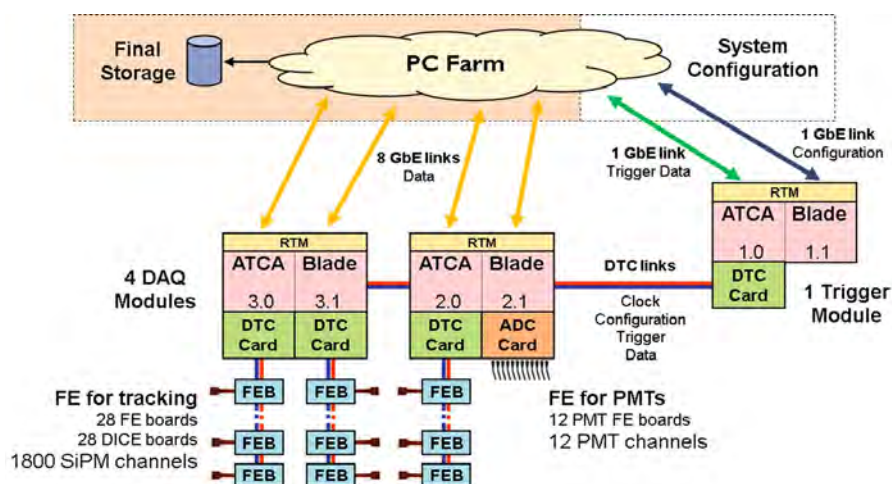 Final
Storage
PC Farm
System
Configuration
8 GbE links
Data
1 GbE link
Trigger Data
1 GbE link
Configuration
RTM
ATCA Blade
1.0 1.1
DTC
Card
1 Trigger
Module
4 DAQ
Modules
RTM
ATCA Blade
3.0 3.1
DTC DTC
Card Card
RTM
ATCA Blade
2.0 2.1
DTC ADC
Card Card
DTC links
Clock
Configuration
Trigger
Data
FE for tracking
28 FE boards
28 DICE boards
1800 SiPM channels
FEB FEB FEB
FEB FEB FEB
FEB FEB FEB
FE for PMTs
12 PMT FE boards
12 PMT channels